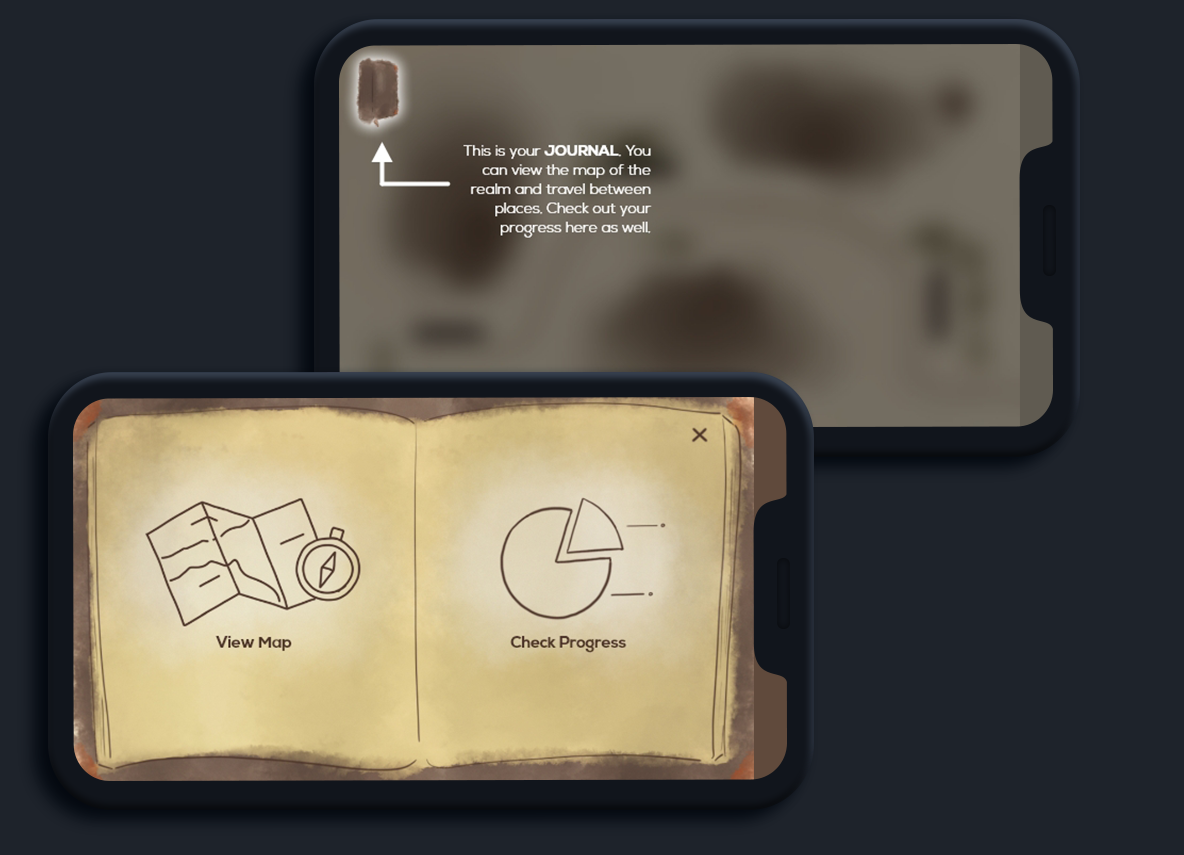 This is your JOURNAL. You
can view the map of the
realm and travel between
places. Check out your
progress here as well.
View Map
Check Progress